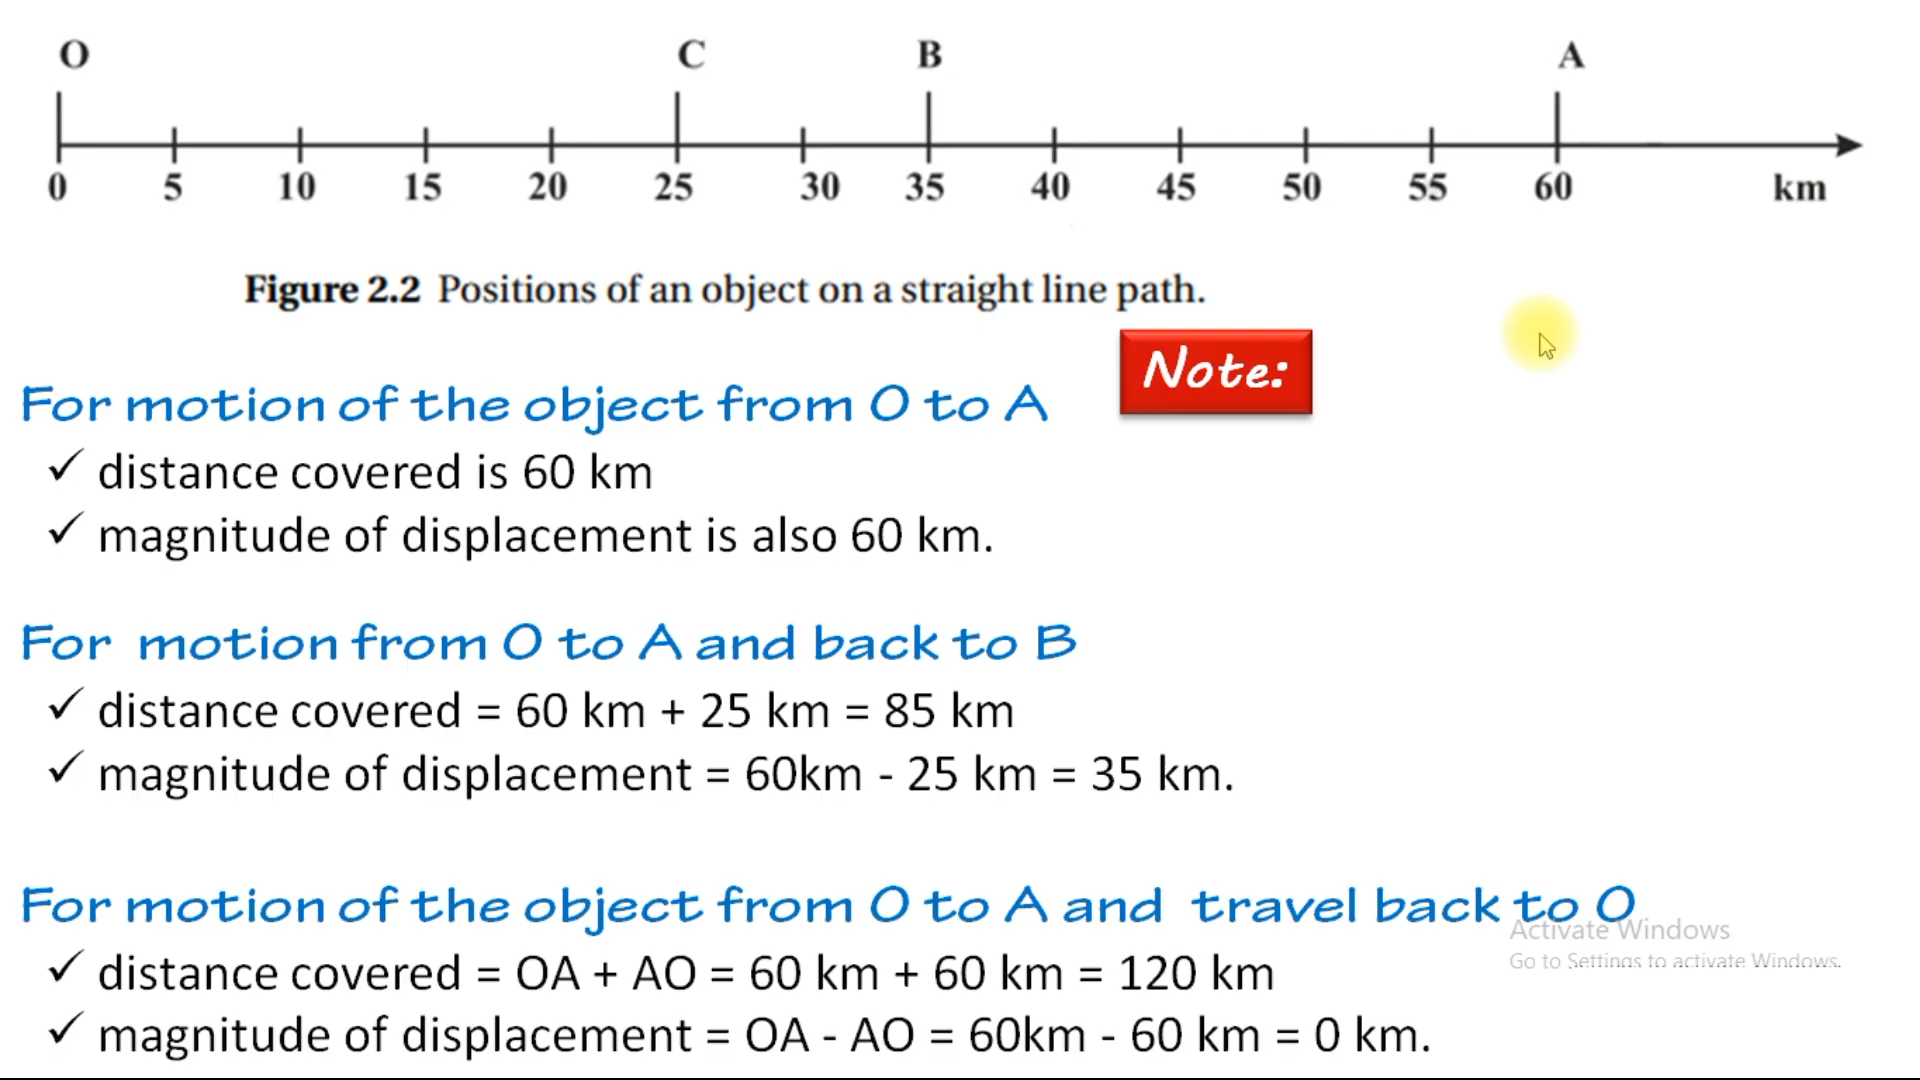 O C B A
0 5 10 15 20 25 30 35 40 45 50 55 60 km
Figure 2.2 Positions of an object on a straight line path.
Note:
For motion of the object from O to A
✓ distance covered is 60 km
✓ magnitude of displacement is also 60 km.
For motion from O to A and back to B
✓ distance covered = 60 km + 25 km = 85 km
✓ magnitude of displacement = 60km - 25 km = 35 km.
For motion of the object from O to A and travel back to O
Activate Windows
Go to Settings to activate Windows.
✓ distance covered = OA + AO = 60 km + 60 km = 120 km
✓ magnitude of displacement = OA - AO = 60km - 60 km = 0 km.